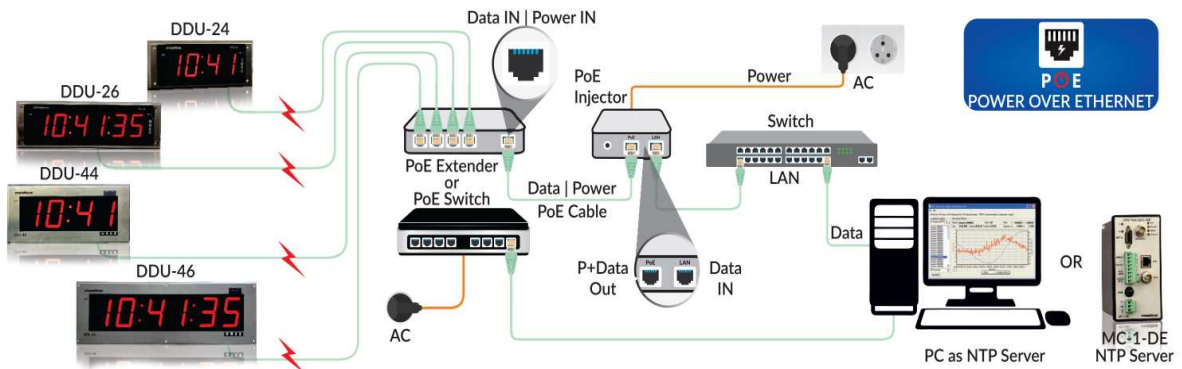 DDU-24
10:41
DDU-26
10:41:35
DDU-44
10:41
DDU-46
10:41:35
Data IN | Power IN
PoE Extender
or
PoE Switch
AC
Data | Power
PoE Cable
PoE
Injector
PoE LAN
Power
AC
Switch
LAN
Data
P+Data
Out
PoE LAN
Data
IN
POE
POWER OVER ETHERNET
PC as NTP Server
OR
MC-1-DE
NTP Server